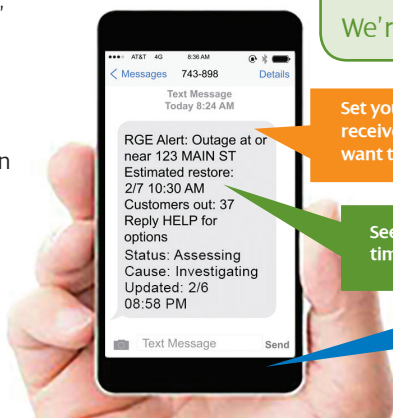 We'r
AT&T 4G 8:36 AM
Messages 743-898 Details
Text Message
Today 8:24 AM
RGE Alert: Outage at or
near 123 MAIN ST
Estimated restore:
2/7 10:30 AM
Customers out: 37
Reply HELP for
options
Status: Assessing
Cause: Investigating
Updated: 2/6
08:58 PM
Text Message Send
n
Set you
receive
want t
See
tim